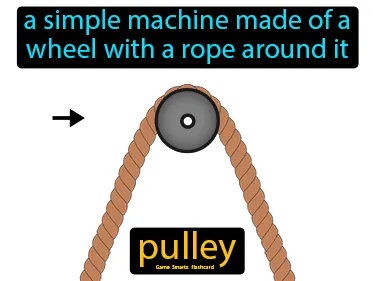 a simple machine made of a
wheel with a rope around it
pulley
Game Smartz flashcard